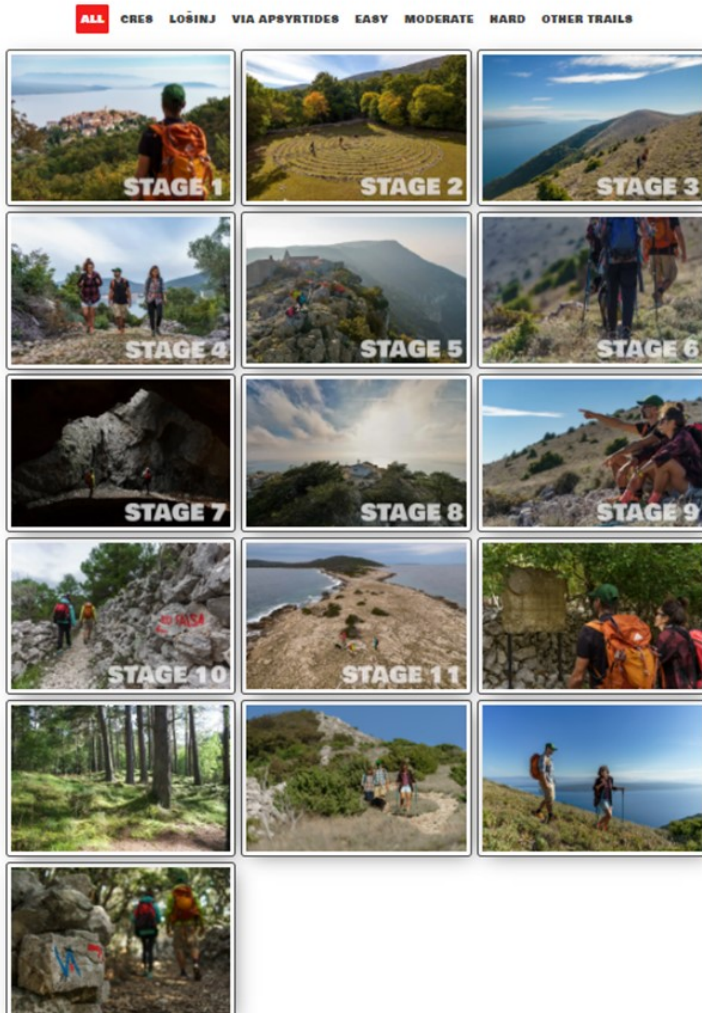 ALL CRES LOŠINJ VIA APSYRTIDES EASY MODERATE HARD OTHER TRAILS
STAGE 1
STAGE 2
STAGE 3
STAGE 4
STAGE 5
STAGE 6
STAGE 7
STAGE 8
STAGE 9
STAGE 10
STAGE 11